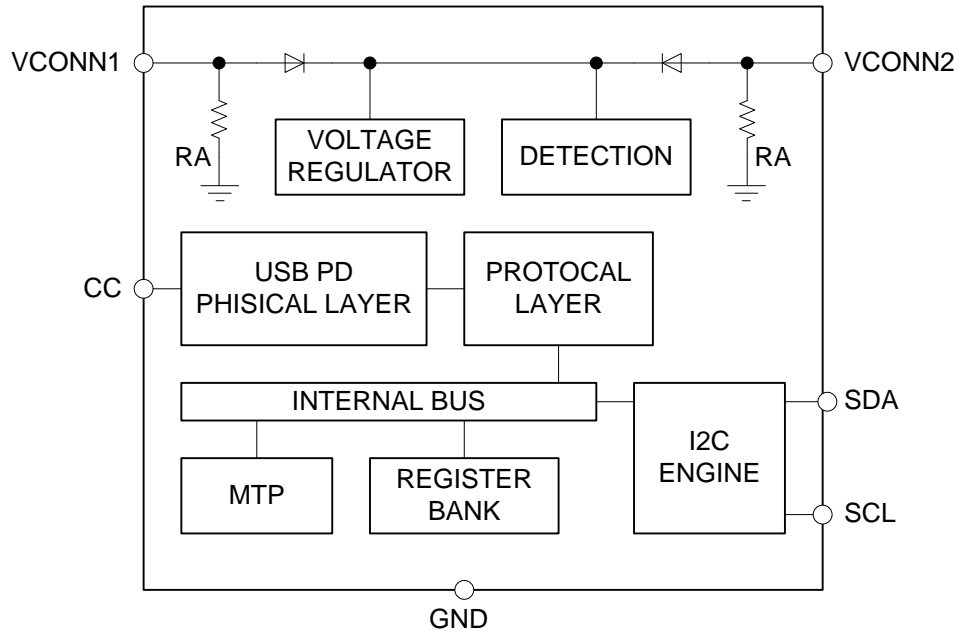 VCONN1
VCONN2
RA
VOLTAGE
REGULATOR
DETECTION
RA
CC
USB PD
PHISICAL LAYER
PROTOCAL
LAYER
INTERNAL BUS
I2C
ENGINE
SDA
MTP
REGISTER
BANK
SCL
GND